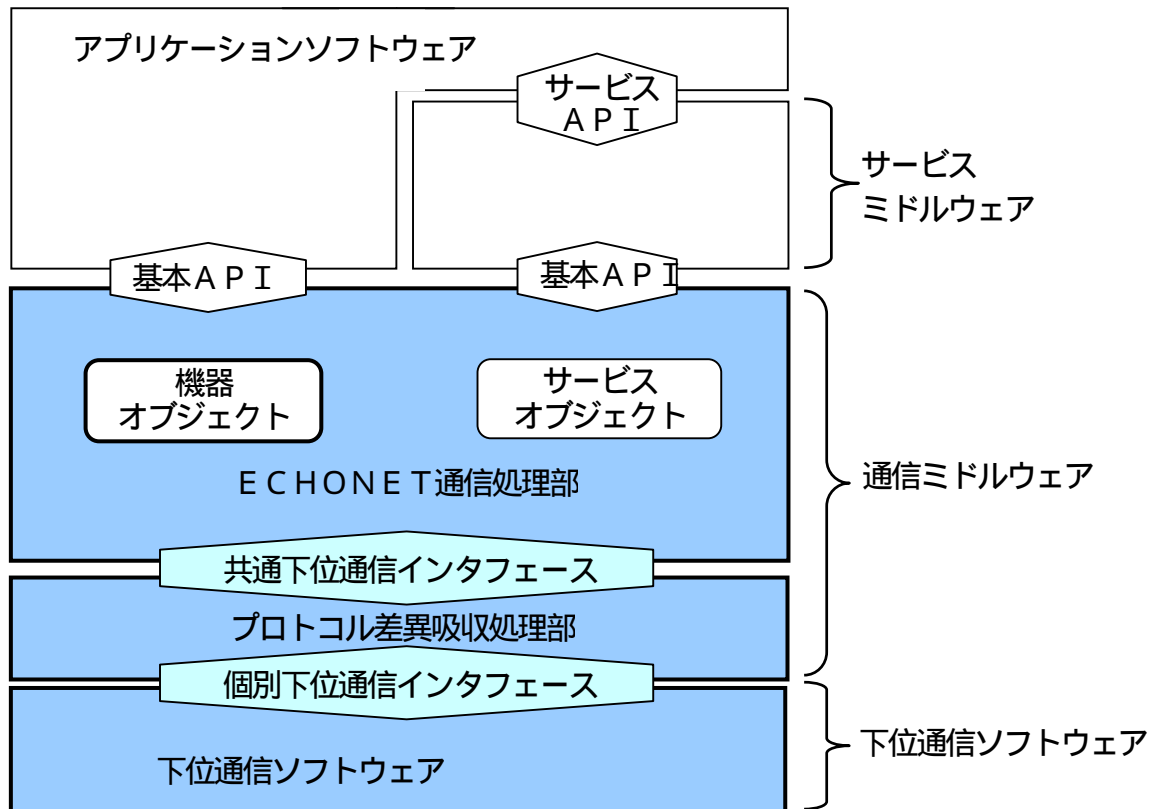 アプリケーションソフトウェア
サービス
ＡＰＩ
サービス
ミドルウェア
基本ＡＰＩ
基本ＡＰＩ
機器
オブジェクト
サービス
オブジェクト
ＥＣＨＯＮＥＴ通信処理部
通信ミドルウェア
共通下位通信インタフェース
プロトコル差異吸収処理部
個別下位通信インタフェース
下位通信ソフトウェア
下位通信ソフトウェア